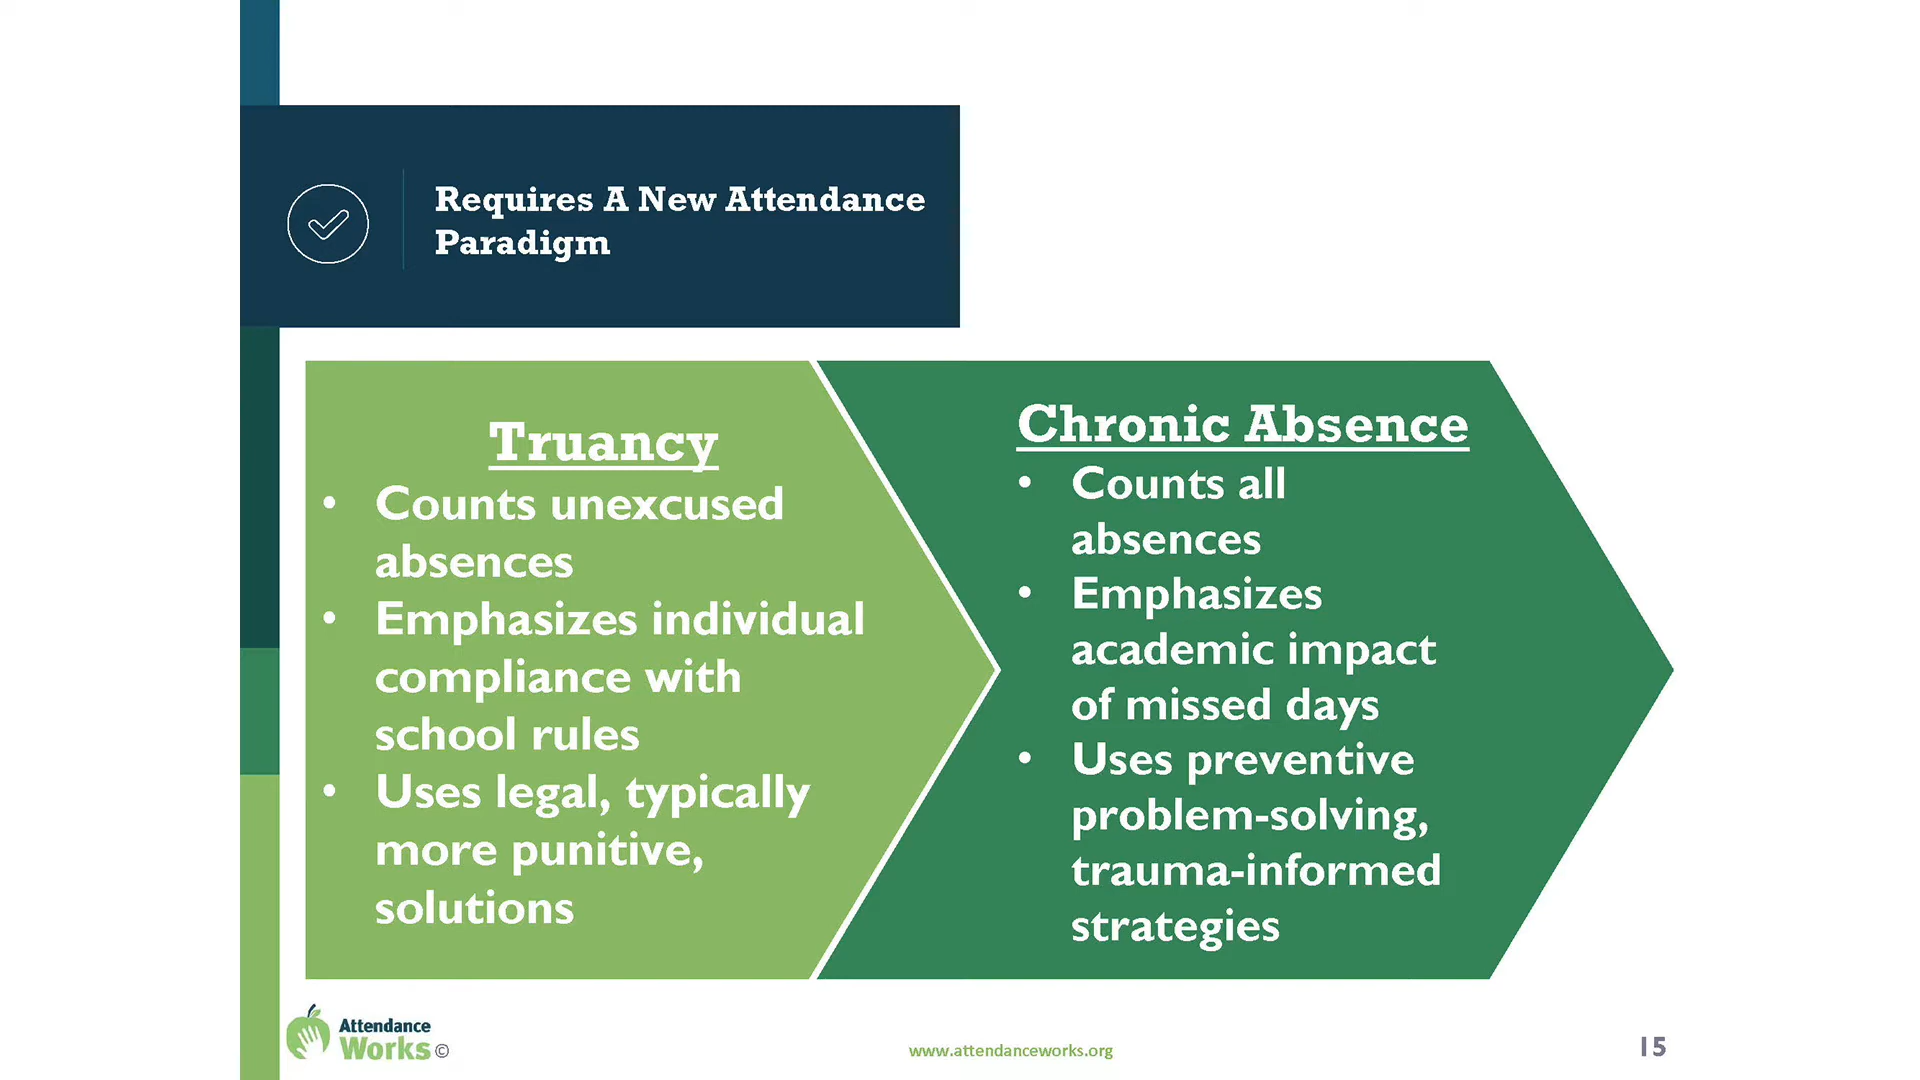 Requires A New Attendance
Paradigm
Truancy
• Counts unexcused
absences
• Emphasizes individual
compliance with
school rules
• Uses legal, typically
more punitive,
solutions
Chronic Absence
• Counts all
absences
• Emphasizes
academic impact
of missed days
• Uses preventive
problem-solving,
trauma-informed
strategies
Attendance
Works ©
www.attendanceworks.org
15